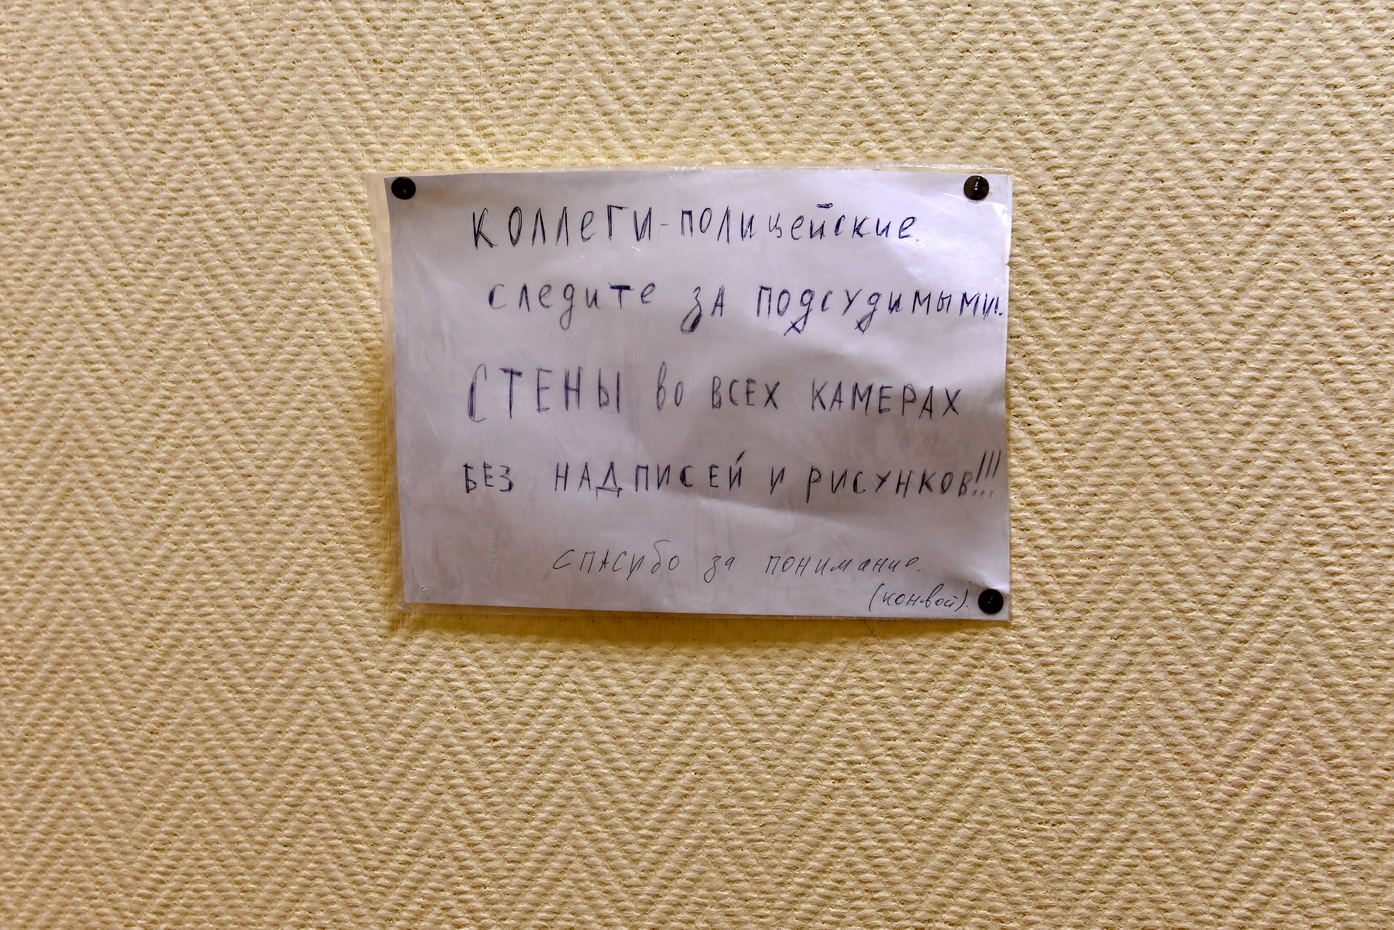 КОЛЛЕГИ-ПОЛИЦЕЙСКИЕ
следите за подсудимыми!
СТЕНЫ во ВСЕХ КАМЕРАХ
БЕЗ НАДПИСЕЙ И РИСУНКОВ!!!
спасибо за понимание.
(конвой).